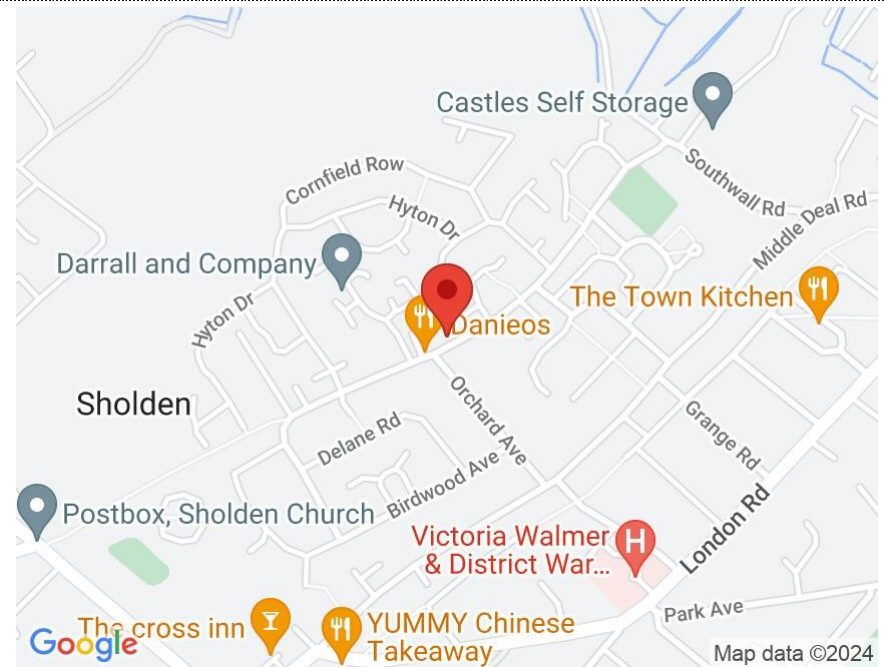 Castles Self Storage
Cornfield Row
Southwall Rd
Hyton Dr
Middle Deal Rd
Darrall and Company
The Town Kitchen
Hyton Dr
Danieos
Sholden
Orchard Ave
Grange Rd
Delane Rd
Birdwood Ave
London Rd
Postbox, Sholden Church
Victoria Walmer
& District War...
H
Park Ave
The cross inn
YUMMY Chinese
Takeaway
Google
Map data ©2024